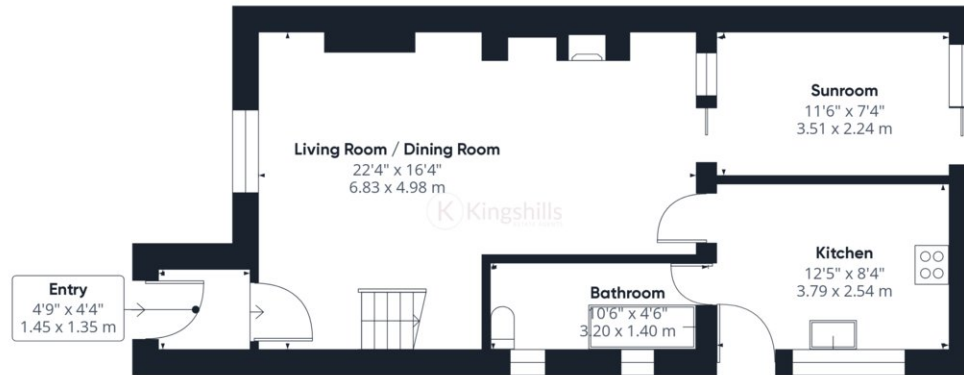 Sunroom
11'6" x 7'4"
3.51 x 2.24 m
Living Room / Dining Room
22'4" x 16'4"
6.83 x 4.98 m
K Kingshills
Kitchen
12'5" x 8'4"
3.79 x 2.54 m
Entry
4'9" x 4'4"
1.45 x 1.35 m
Bathroom
10'6" x 4'6"
3.20 x 1.40 m